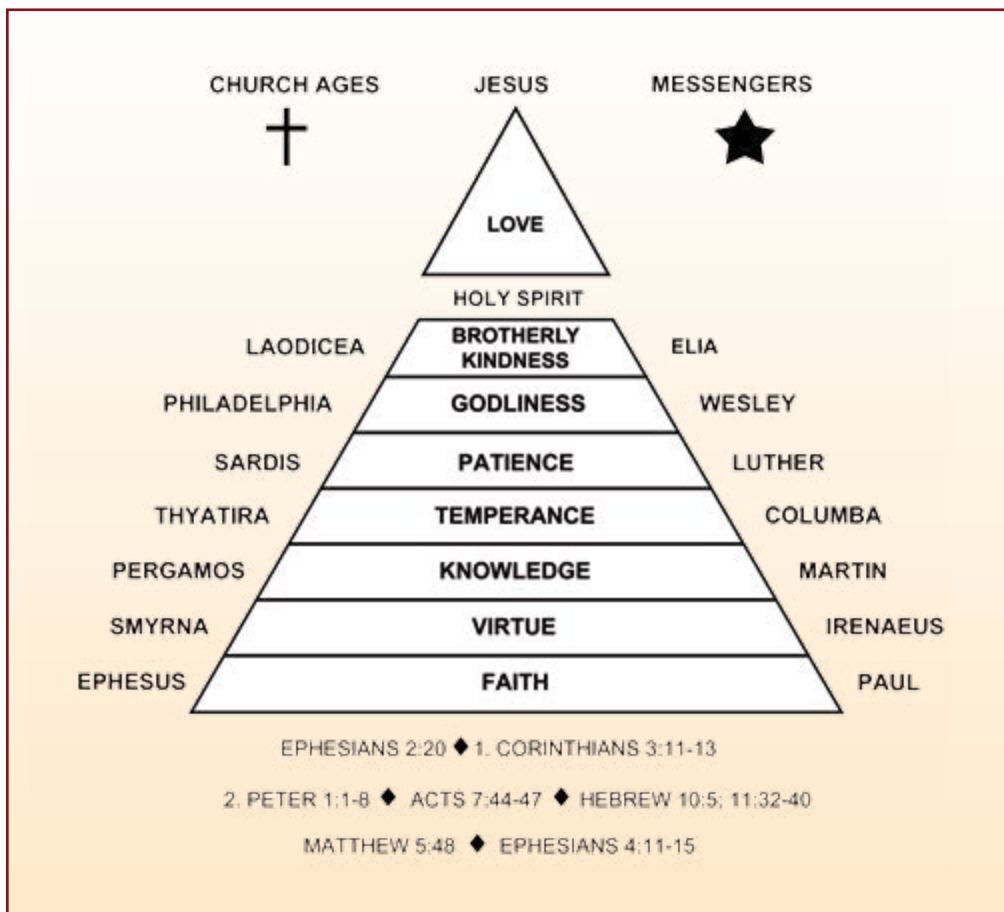 CHURCH AGES JESUS MESSENGERS
LOVE
HOLY SPIRIT
LAODICEA BROTHERLY KINDNESS ELIA
PHILADELPHIA GODLINESS WESLEY
SARDIS PATIENCE LUTHER
THYATIRA TEMPERANCE COLUMBA
PERGAMOS KNOWLEDGE MARTIN
SMYRNA VIRTUE IRENAEUS
EPHESUS FAITH PAUL
EPHESIANS 2:20 ♦ 1. CORINTHIANS 3:11-13
2. PETER 1:1-8 ♦ ACTS 7:44-47 ♦ HEBREW 10:5; 11:32-40
MATTHEW 5:48 ♦ EPHESIANS 4:11-15